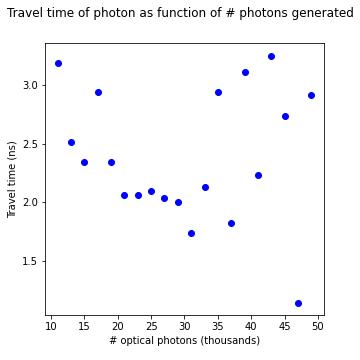 Travel time of photon as function of # photons generated
3.0
2.5
2.0
1.5
Travel time (ns)
10 15 20 25 30 35 40 45 50
# optical photons (thousands)